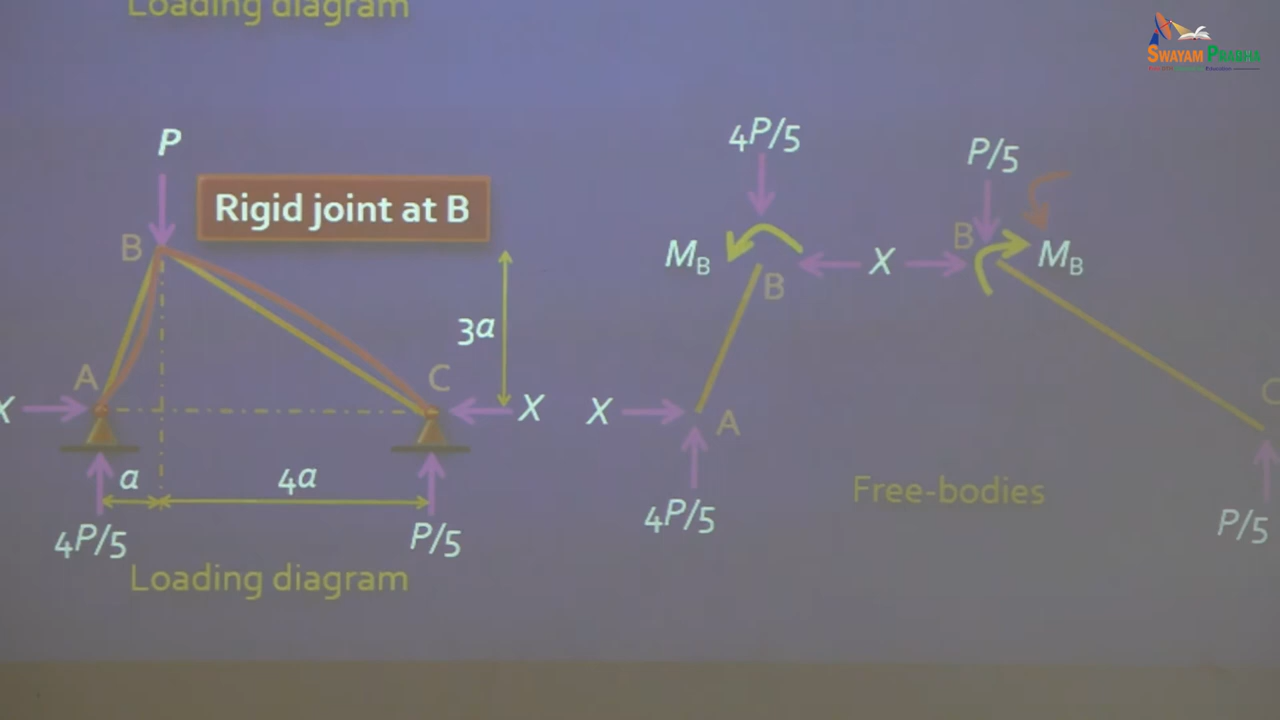 Loading diagram
SWAYAM PRABHA
P
Rigid joint at B
B
3a
A
C
X
X
a
4a
4P/5
P/5
Loading diagram
4P/5
P/5
MB
B
X
B
MB
X
A
C
4P/5
Free-bodies
P/5